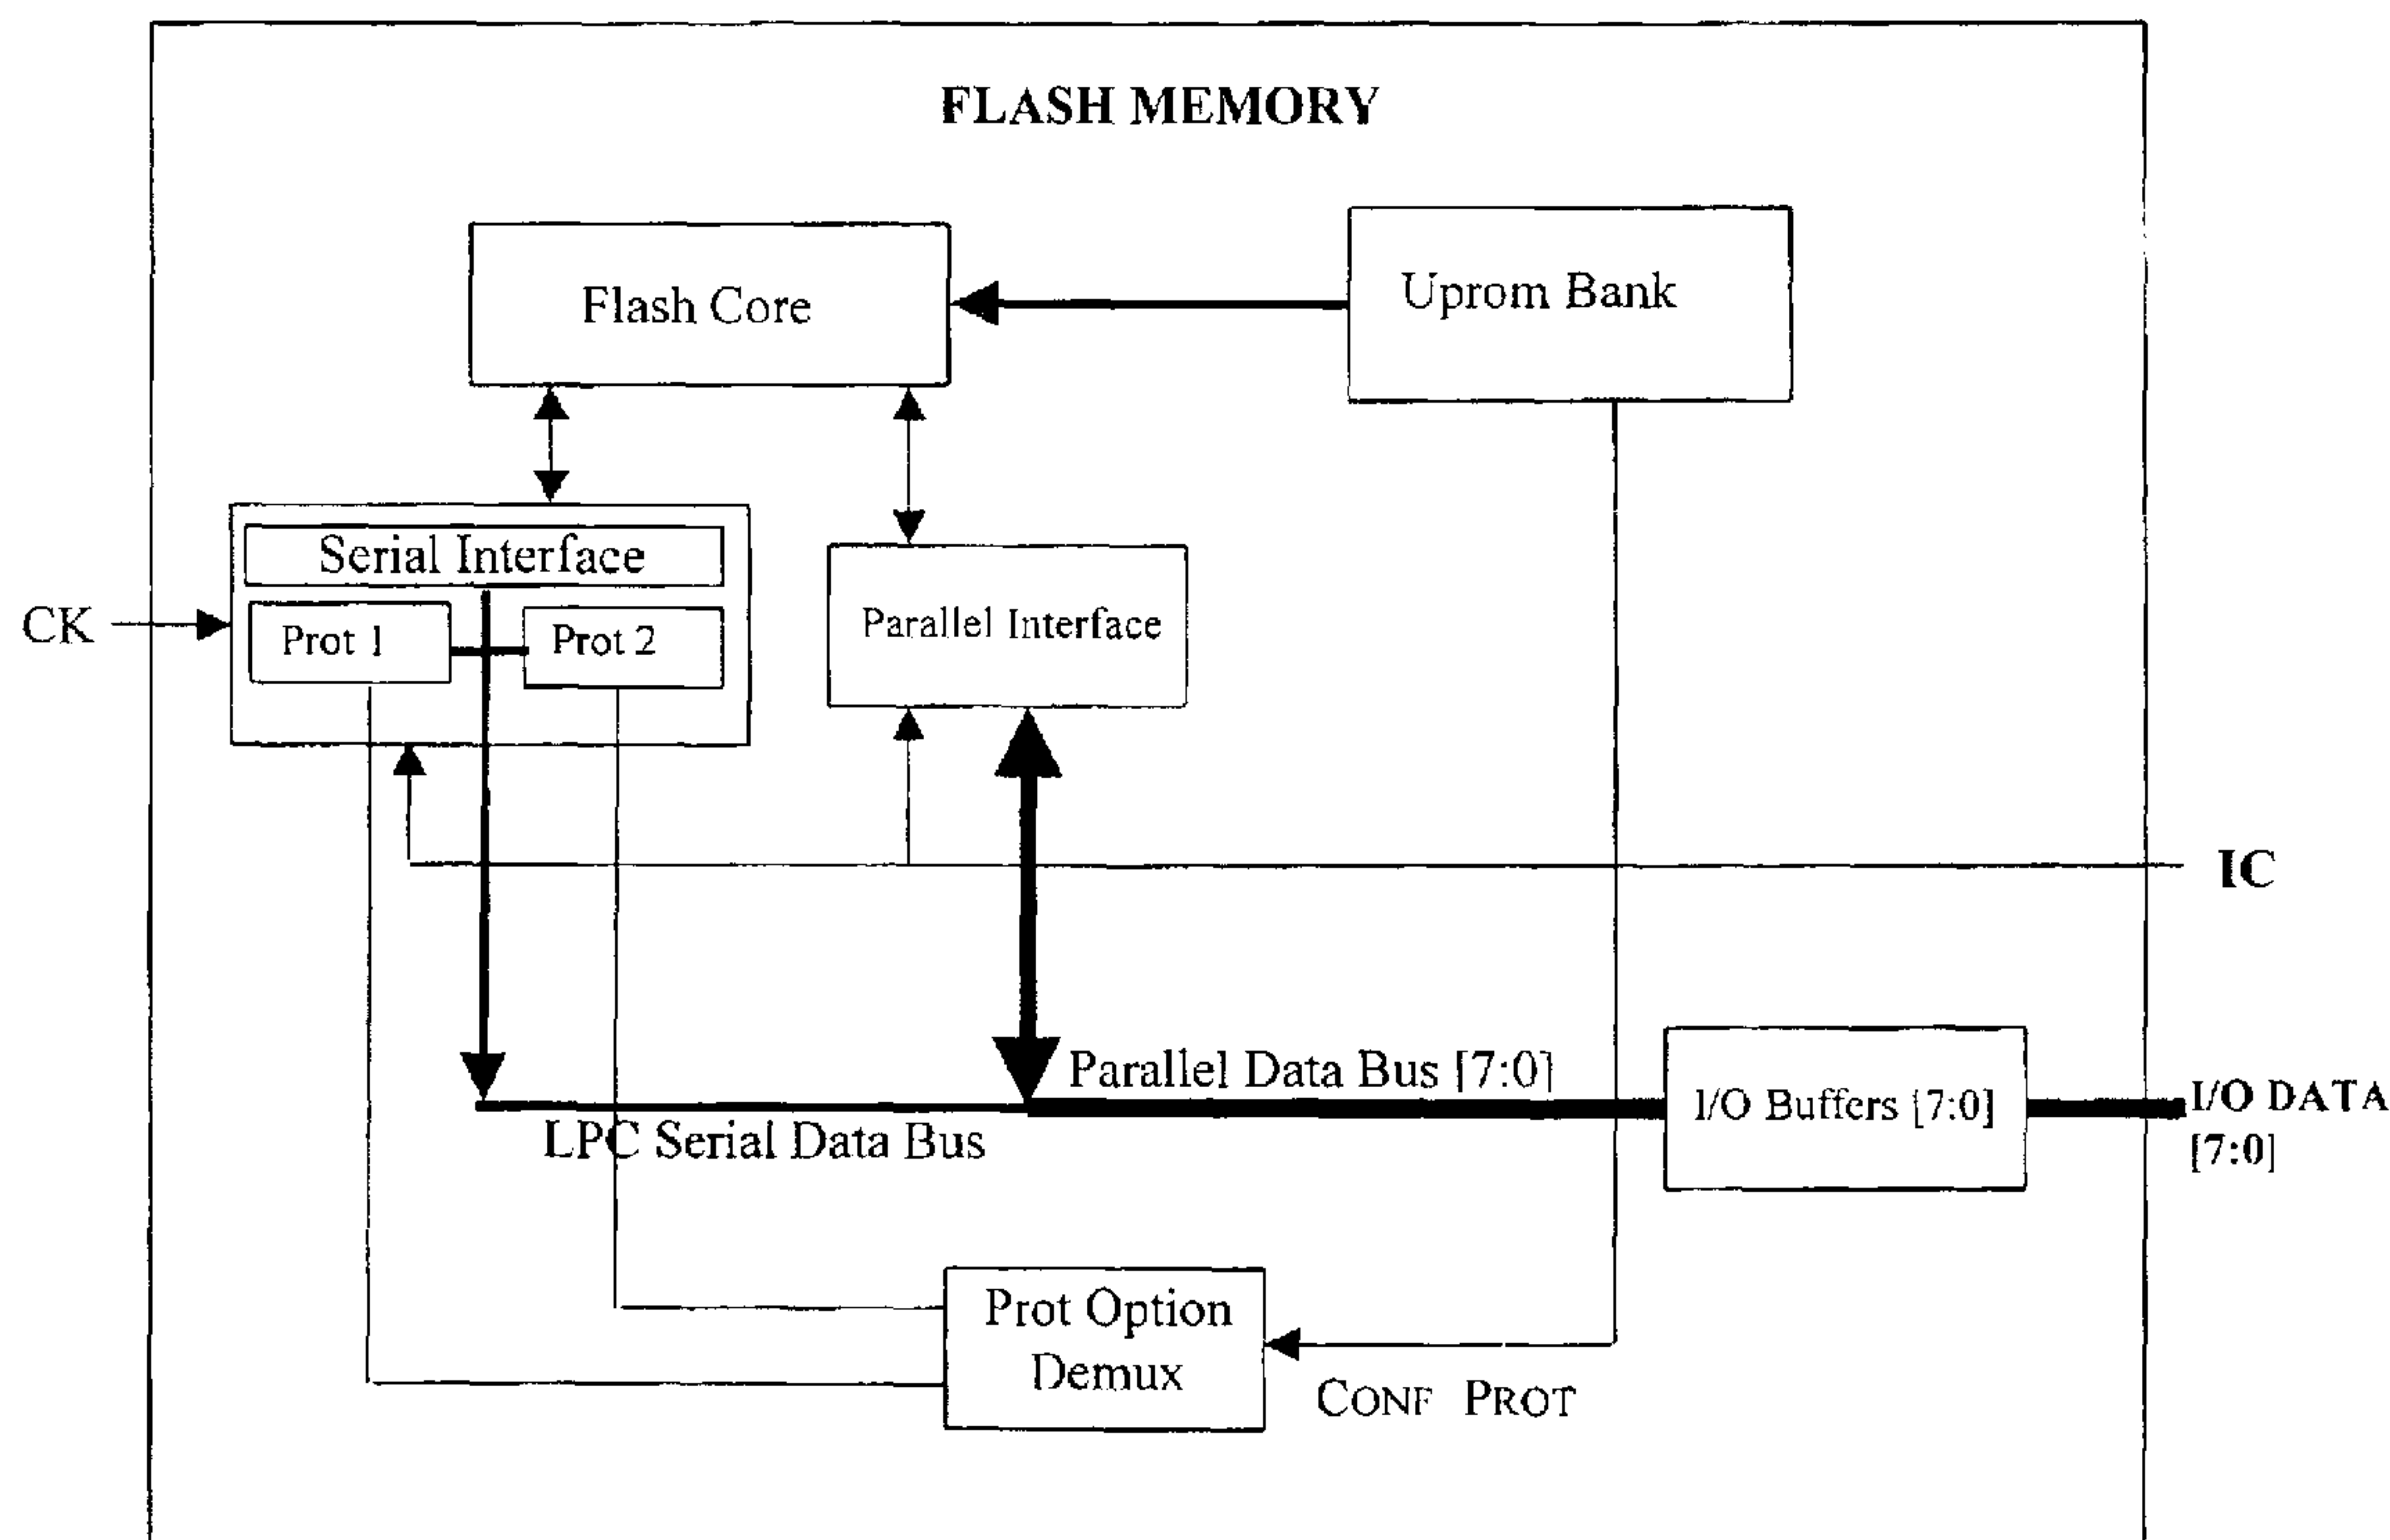 FLASH MEMORY
Flash Core
Uprom Bank
Serial Interface
CK
Prot 1
Prot 2
Parallel Interface
IC
Parallel Data Bus [7:0]
I/O Buffers [7:0]
I/O DATA
[7:0]
LPC Serial Data Bus
Prot Option
Demux
CONF PROT